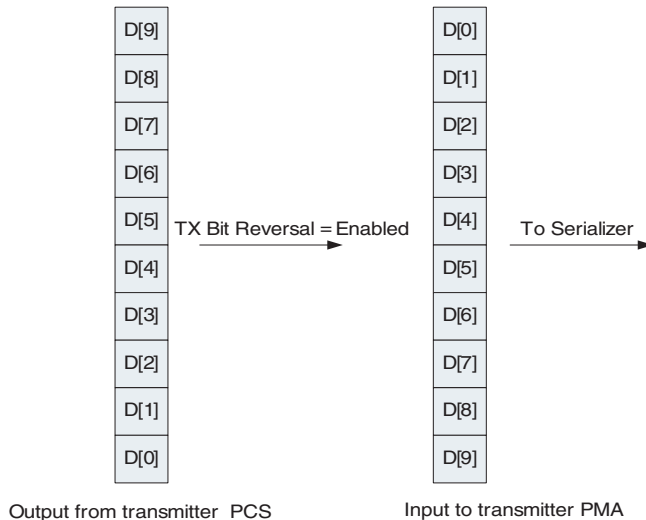 D[9]
D[8]
D[7]
D[6]
D[5]
D[4]
D[3]
D[2]
D[1]
D[0]
Output from transmitter PCS
TX Bit Reversal = Enabled
D[0]
D[1]
D[2]
D[3]
D[4]
D[5]
D[6]
D[7]
D[8]
D[9]
Input to transmitter PMA
To Serializer